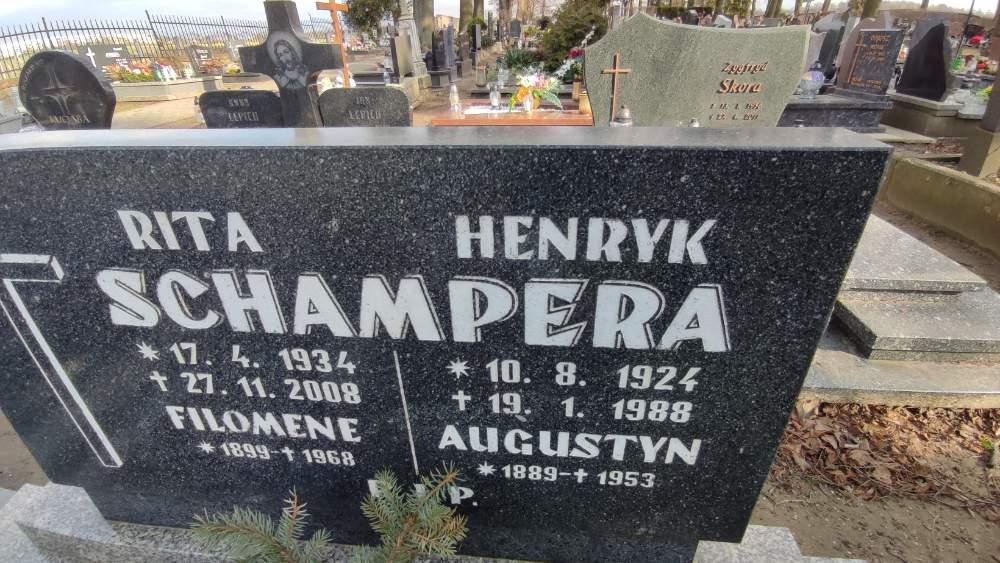 Zygfryd
Skora
RITA
HENRYK
SCHAMPERA
* 17. 4. 1934
✝ 27. 11. 2008
* 10. 8. 1924
✝ 19. 1. 1988
FILOMENE
* 1899-✝ 1968
AUGUSTYN
* 1889-✝ 1953
P.